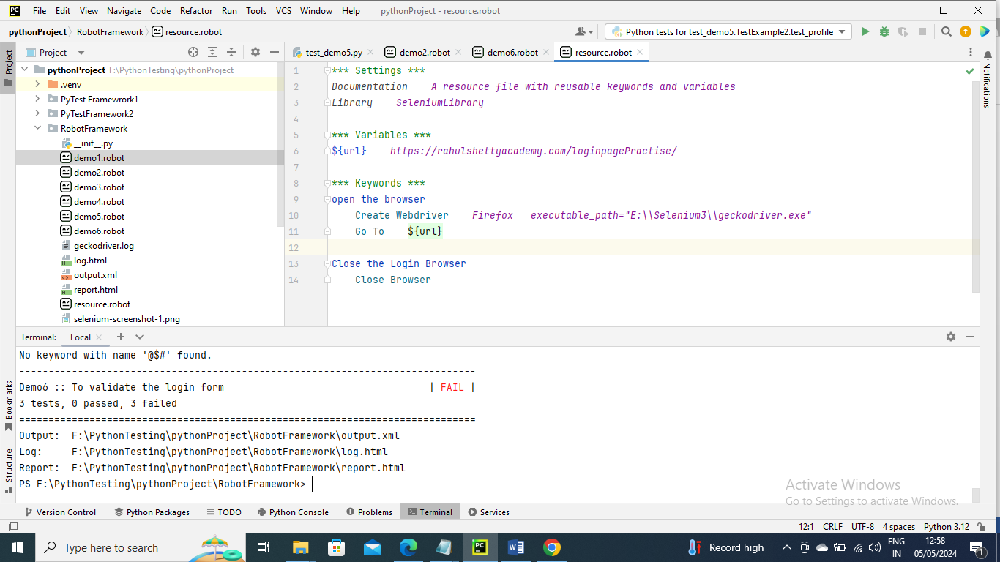 File Edit View Navigate Code Refactor Run Tools VCS Window Help pythonProject - resource.robot
pythonProject RobotFramework resource.robot Python tests for test_demo5.TestExample2.test_profile
Project
Project
test_demo5.py demo2.robot demo6.robot resource.robot
Notifications
pythonProject F:\PythonTesting\pythonProject
.venv
PyTest Framewrork1
PyTestFramework2
RobotFramework
__init__.py
demo1.robot
demo2.robot
demo3.robot
demo4.robot
demo5.robot
demo6.robot
geckodriver.log
log.html
output.xml
report.html
resource.robot
selenium-screenshot-1.png
1 *** Settings ***
2 Documentation    A resource file with reusable keywords and variables
3 Library    SeleniumLibrary
4
5 *** Variables ***
6 ${url}    https://rahulshettyacademy.com/loginpagePractise/
7
8 *** Keywords ***
9 open the browser
10     Create Webdriver    Firefox   executable_path="E:\\Selenium3\\geckodriver.exe"
11     Go To    ${url}
12
13 Close the Login Browser
14     Close Browser
Terminal: Local
Bookmarks
Structure
No keyword with name '@$#' found.
------------------------------------------------------------------------------
Demo6 :: To validate the login form                                   | FAIL |
3 tests, 0 passed, 3 failed
==============================================================================
Output:  F:\PythonTesting\pythonProject\RobotFramework\output.xml
Log:     F:\PythonTesting\pythonProject\RobotFramework\log.html
Report:  F:\PythonTesting\pythonProject\RobotFramework\report.html
PS F:\PythonTesting\pythonProject\RobotFramework>
Activate Windows
Go to Settings to activate Windows.
Version Control Python Packages TODO Python Console Problems Terminal Services
12:1 CRLF UTF-8 4 spaces Python 3.12
Type here to search Record high ENG IN 12:58 05/05/2024 1